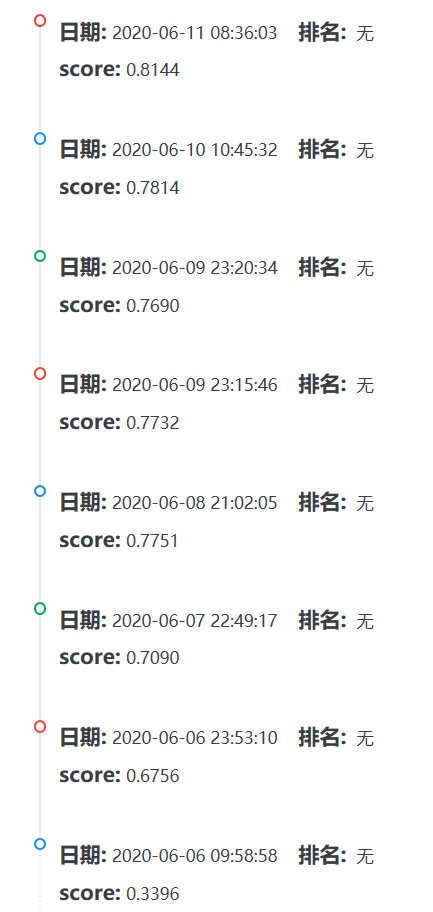 日期: 2020-06-11 08:36:03 排名: 无
score: 0.8144
日期: 2020-06-10 10:45:32 排名: 无
score: 0.7814
日期: 2020-06-09 23:20:34 排名: 无
score: 0.7690
日期: 2020-06-09 23:15:46 排名: 无
score: 0.7732
日期: 2020-06-08 21:02:05 排名: 无
score: 0.7751
日期: 2020-06-07 22:49:17 排名: 无
score: 0.7090
日期: 2020-06-06 23:53:10 排名: 无
score: 0.6756
日期: 2020-06-06 09:58:58 排名: 无
score: 0.3396